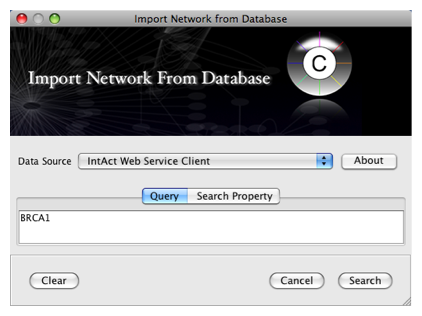 Import Network from Database
Import Network From Database
C
Data Source IntAct Web Service Client About
Query Search Property
BRCA1
Clear Cancel Search